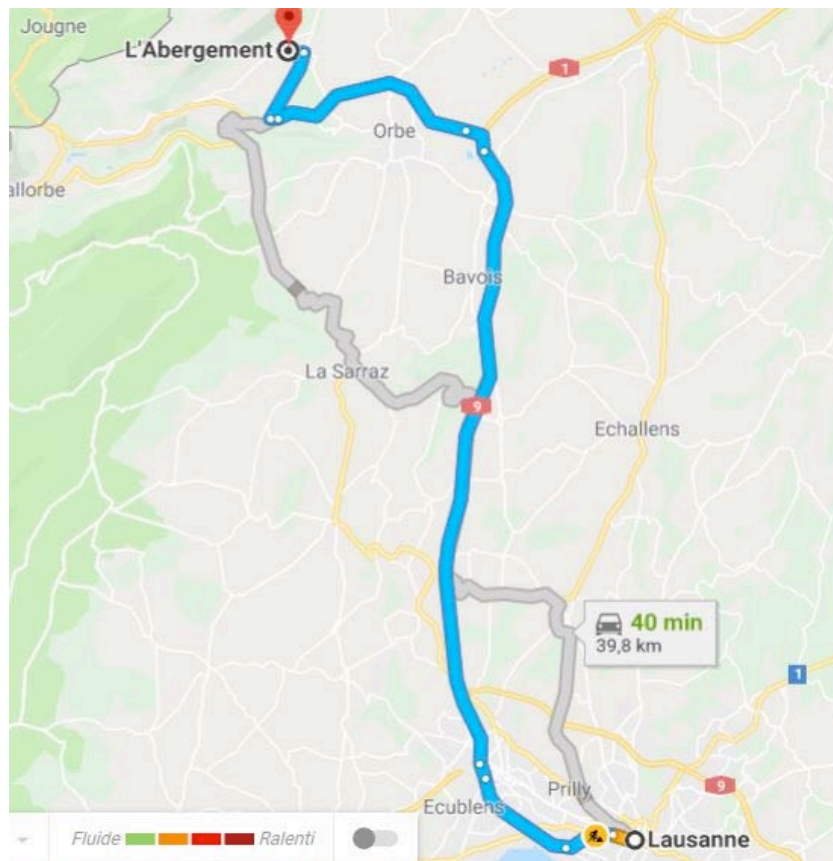 Jougne
L'Abergement
1
Orbe
allorbe
Bavois
La Sarraz
9
Echallens
40 min
39,8 km
1
Prilly
9
Ecublens
Lausanne
Fluide Ralenti